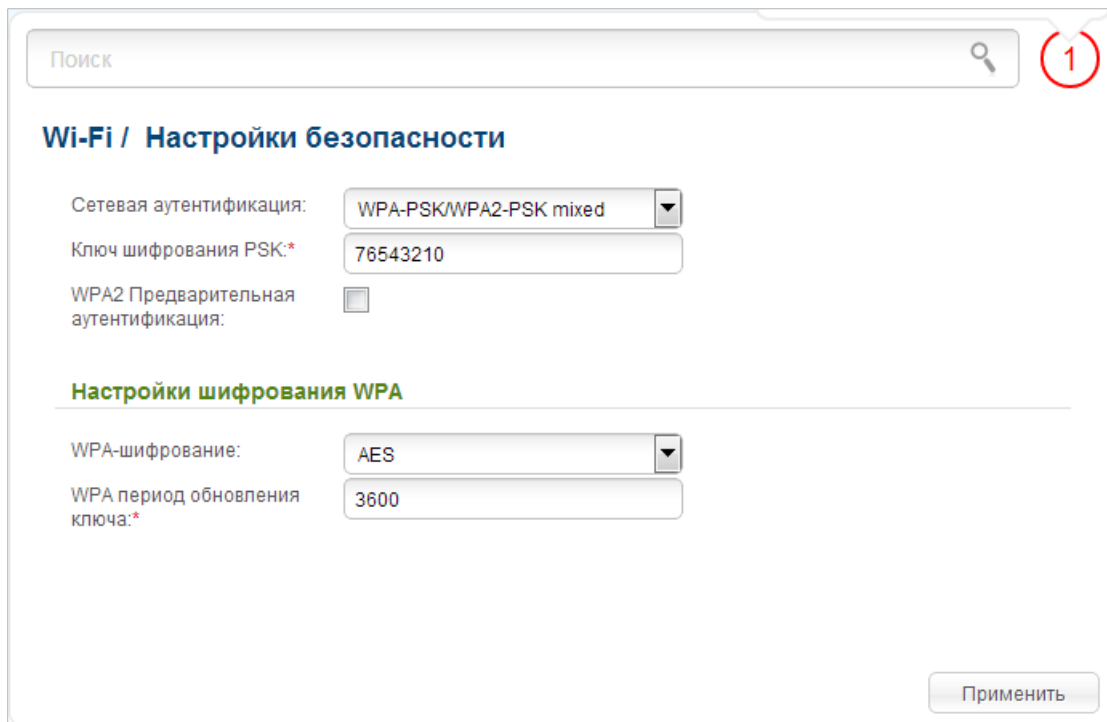 Поиск
1
Wi-Fi / Настройки безопасности
Сетевая аутентификация: WPA-PSK/WPA2-PSK mixed
Ключ шифрования PSK:* 76543210
WPA2 Предварительная
аутентификация:
Настройки шифрования WPA
WPA-шифрование: AES
WPA период обновления
ключа:* 3600
Применить